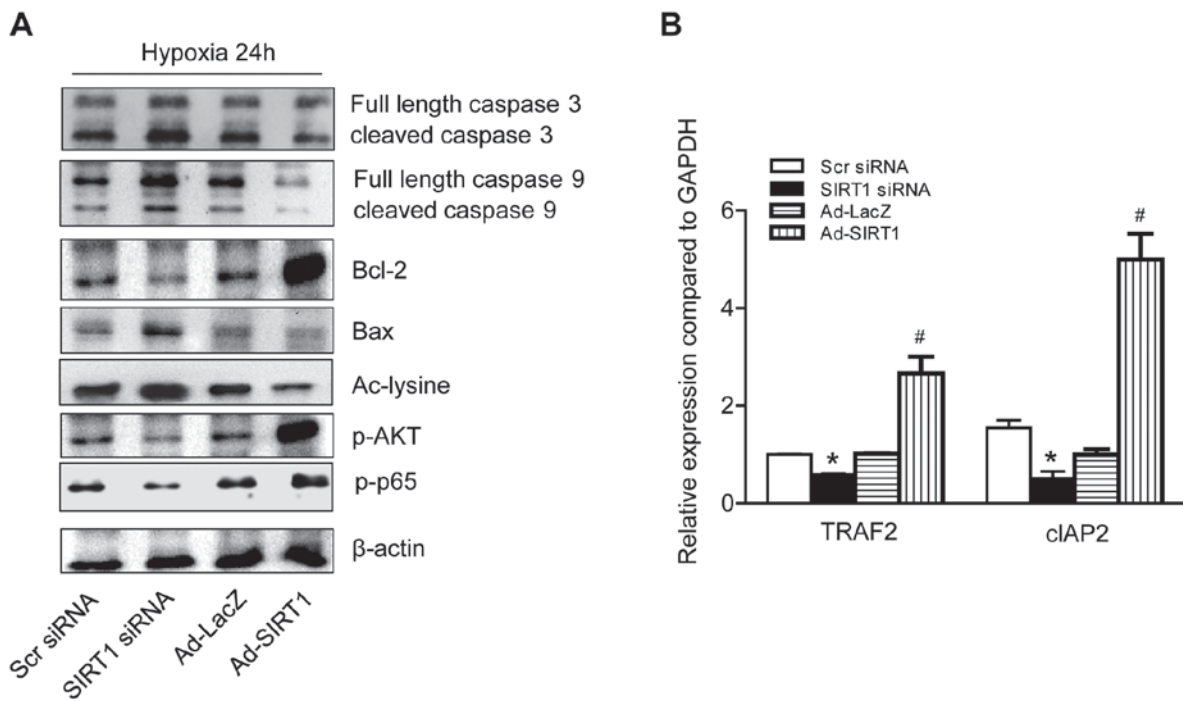 A
Hypoxia 24h
Full length caspase 3
cleaved caspase 3
Full length caspase 9
cleaved caspase 9
Bcl-2
Bax
Ac-lysine
p-AKT
p-p65
β-actin
Scr siRNA
SIRT1 siRNA
Ad-LacZ
Ad-SIRT1
B
Relative expression compared to GAPDH
Scr siRNA
SIRT1 siRNA
Ad-LacZ
Ad-SIRT1
6
4
2
0
*
#
*
#
TRAF2
cIAP2